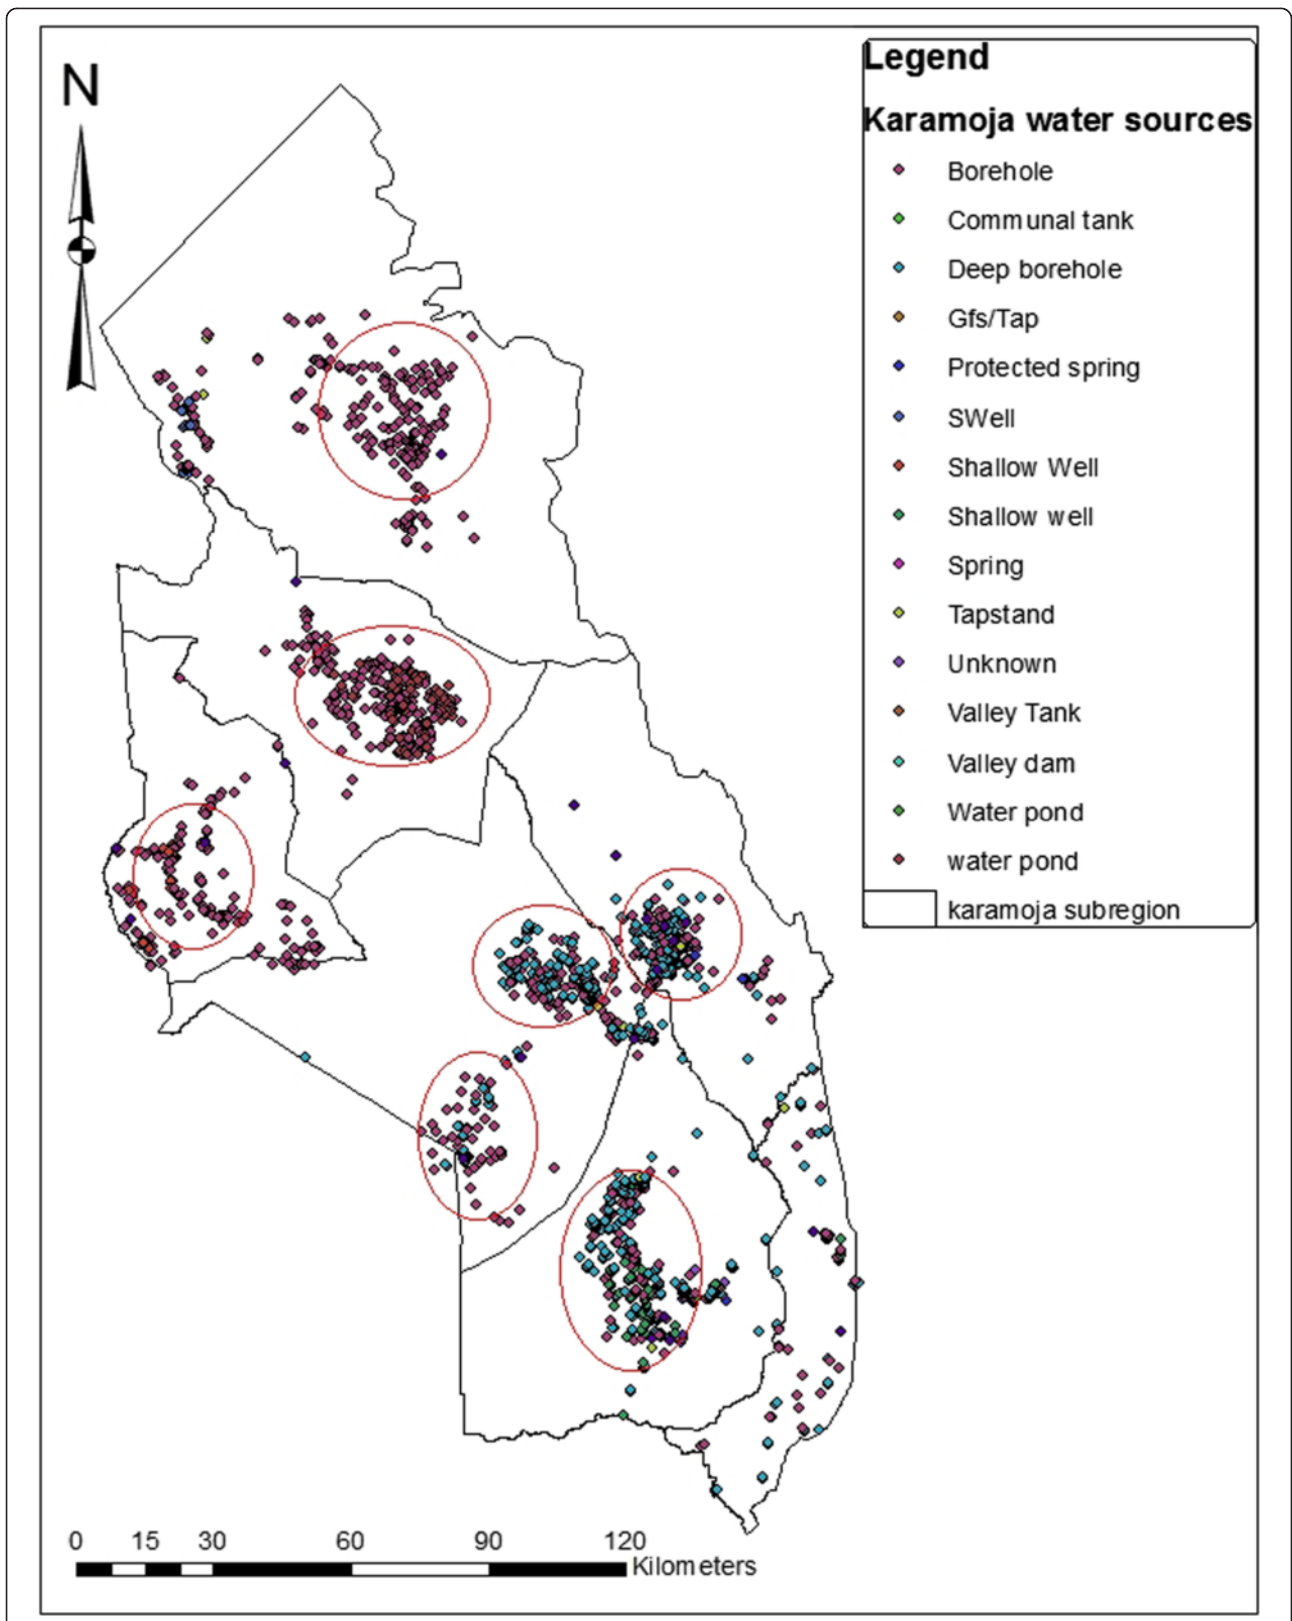 N
Legend
Karamoja water sources
Borehole
Communal tank
Deep borehole
Gfs/Tap
Protected spring
SWell
Shallow Well
Shallow well
Spring
Tapstand
Unknown
Valley Tank
Valley dam
Water pond
water pond
karamoja subregion
0 15 30 60 90 120
Kilometers